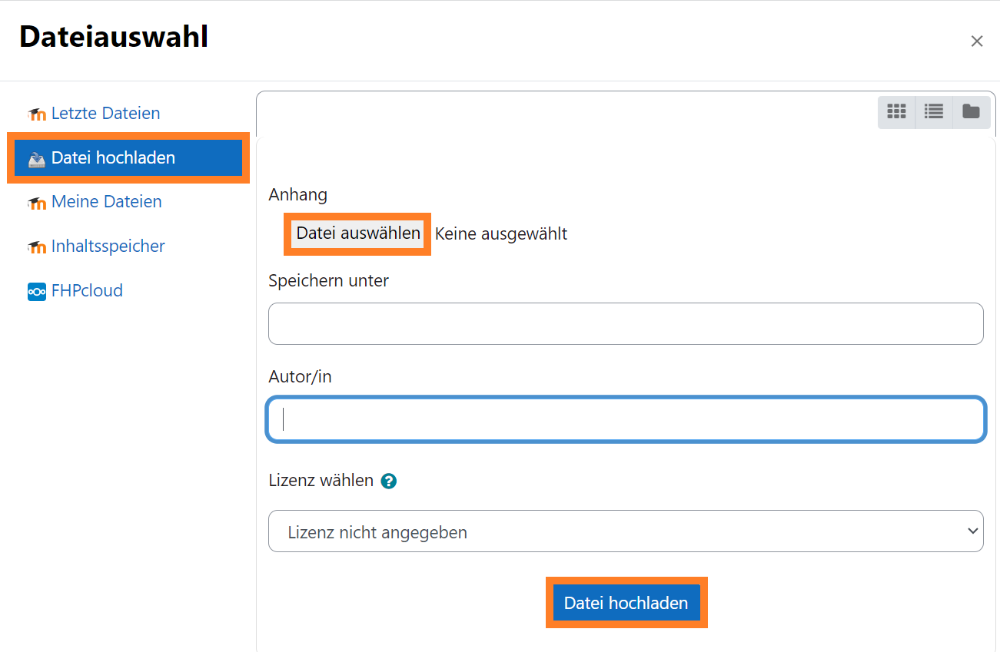 Dateiauswahl
Letzte Dateien
Datei hochladen
Meine Dateien
Inhaltsspeicher
FHPcloud
Anhang
Datei auswählen Keine ausgewählt
Speichern unter
Autor/in
Lizenz wählen ?
Lizenz nicht angegeben
Datei hochladen